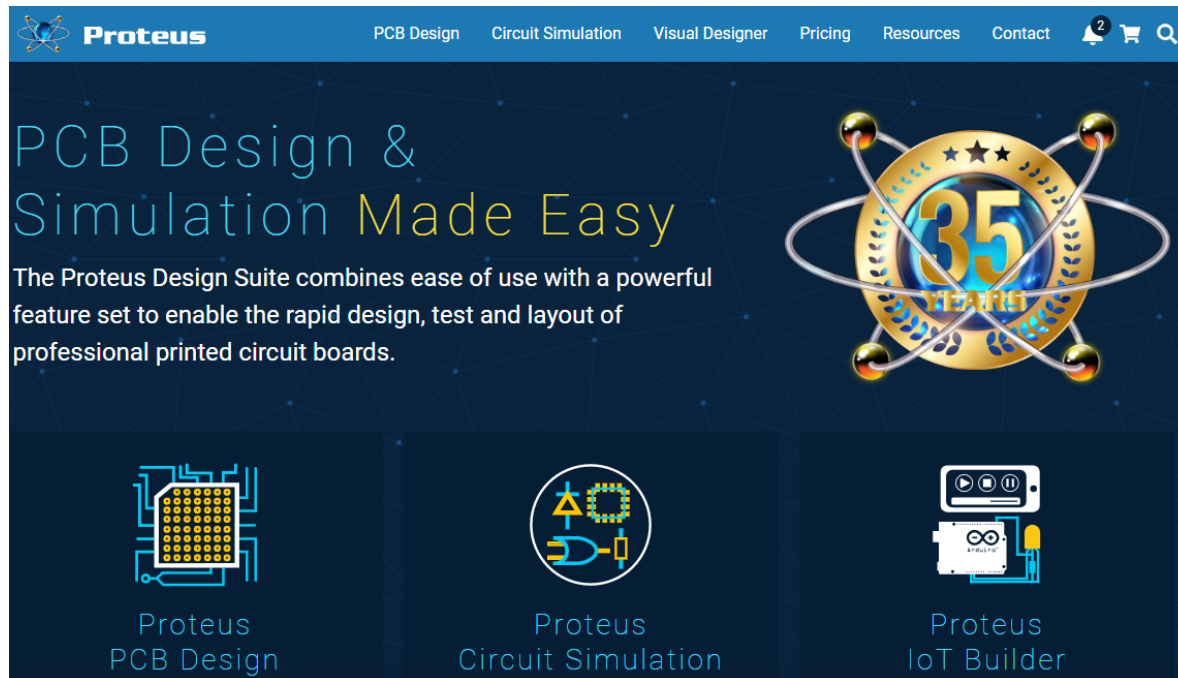 Proteus
PCB Design Circuit Simulation Visual Designer Pricing Resources Contact 2
PCB Design &
Simulation Made Easy
The Proteus Design Suite combines ease of use with a powerful
feature set to enable the rapid design, test and layout of
professional printed circuit boards.
35
YEARS
Proteus
PCB Design
Proteus
Circuit Simulation
Arduino
Proteus
IoT Builder